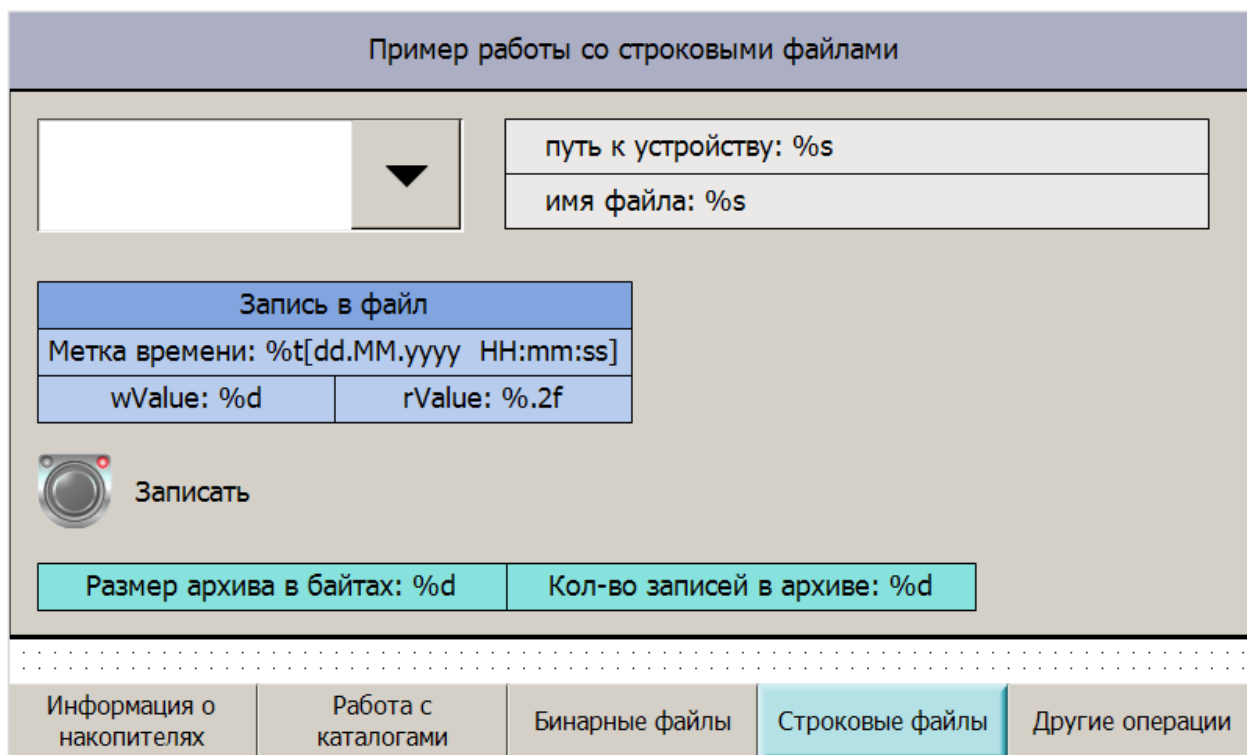 Пример работы со строковыми файлами
путь к устройству: %s
имя файла: %s
Запись в файл
Метка времени: %t[dd.MM.yyyy  HH:mm:ss]
wValue: %d
rValue: %.2f
Записать
Размер архива в байтах: %d
Кол-во записей в архиве: %d
Информация о
накопителях
Работа с
каталогами
Бинарные файлы
Строковые файлы
Другие операции